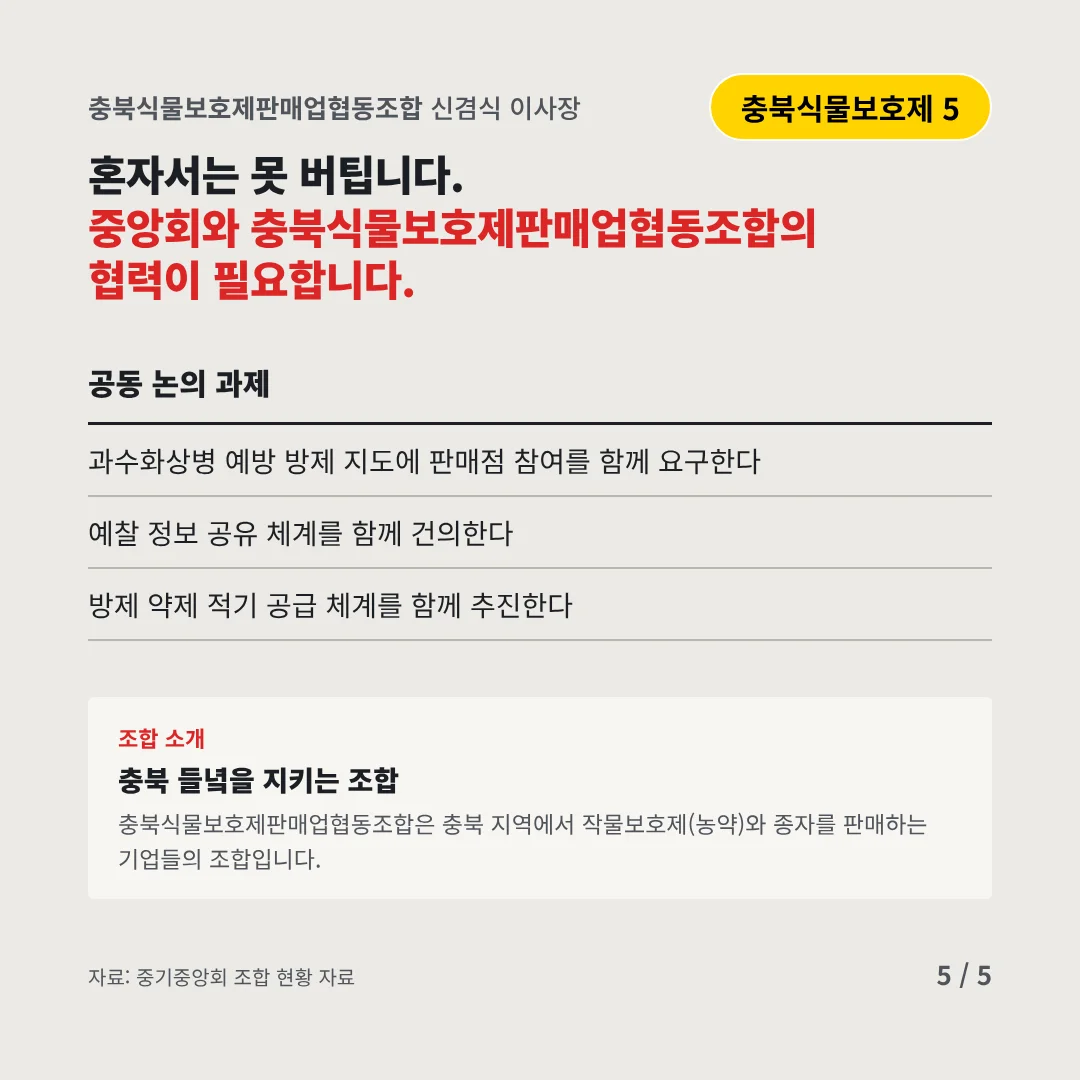 충북식물보호제판매업협동조합 신겸식 이사장
충북식물보호제 5
혼자서는 못 버팁니다.
중앙회와 충북식물보호제판매업협동조합의
협력이 필요합니다.
공동 논의 과제
과수화상병 예방 방제 지도에 판매점 참여를 함께 요구한다
예찰 정보 공유 체계를 함께 건의한다
방제 약제 적기 공급 체계를 함께 추진한다
조합 소개
충북 들녘을 지키는 조합
충북식물보호제판매업협동조합은 충북 지역에서 작물보호제(농약)와 종자를 판매하는
기업들의 조합입니다.
자료: 중기중앙회 조합 현황 자료
5 / 5